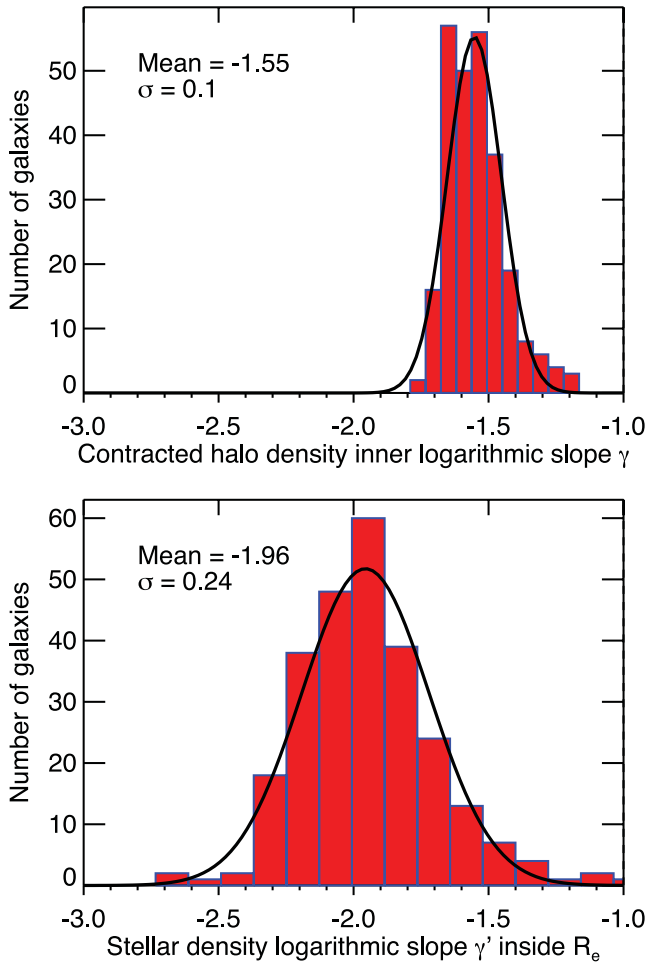 Mean = -1.55
σ = 0.1
Number of galaxies
50
40
30
20
10
0
-3.0 -2.5 -2.0 -1.5 -1.0
Contracted halo density inner logarithmic slope γ
Mean = -1.96
σ = 0.24
Number of galaxies
60
50
40
30
20
10
0
-3.0 -2.5 -2.0 -1.5 -1.0
Stellar density logarithmic slope γ' inside Rₑ